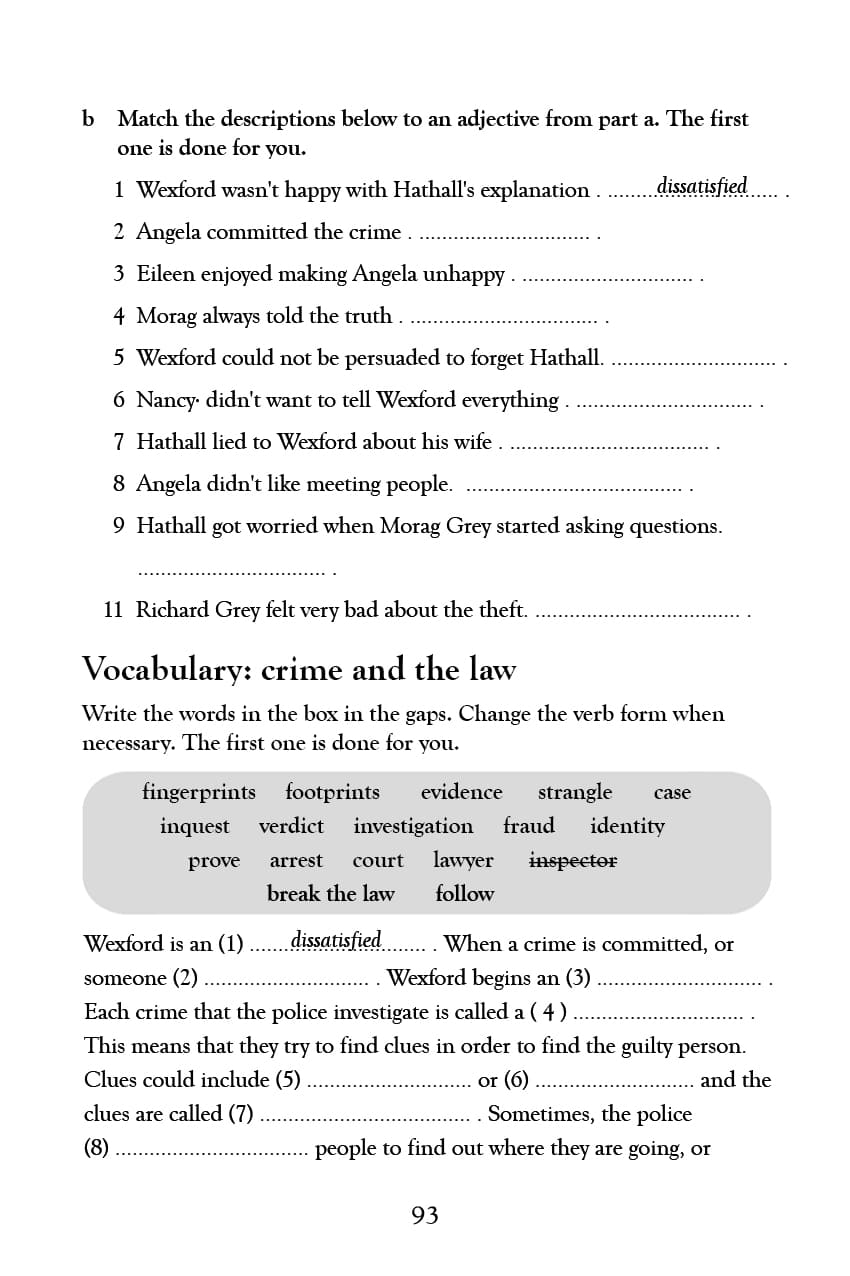 b Match the descriptions below to an adjective from part a. The first
one is done for you.
1 Wexford wasn't happy with Hathall's explanation . .........dissatisfied...... .
2 Angela committed the crime . .............................. .
3 Eileen enjoyed making Angela unhappy . .............................. .
4 Morag always told the truth . ................................. .
5 Wexford could not be persuaded to forget Hathall. ............................. .
6 Nancy· didn't want to tell Wexford everything . ............................... .
7 Hathall lied to Wexford about his wife . ................................... .
8 Angela didn't like meeting people. ...................................... .
9 Hathall got worried when Morag Grey started asking questions.
................................. .
11 Richard Grey felt very bad about the theft. .................................... .
Vocabulary: crime and the law
Write the words in the box in the gaps. Change the verb form when
necessary. The first one is done for you.
fingerprints footprints evidence strangle case
inquest verdict investigation fraud identity
prove arrest court lawyer inspector
break the law follow
Wexford is an (1) .......dissatisfied........ . When a crime is committed, or
someone (2) ............................. . Wexford begins an (3) ............................. .
Each crime that the police investigate is called a ( 4 ) .............................. .
This means that they try to find clues in order to find the guilty person.
Clues could include (5) ............................. or (6) ............................ and the
clues are called (7) ..................................... . Sometimes, the police
(8) .................................. people to find out where they are going, or
93